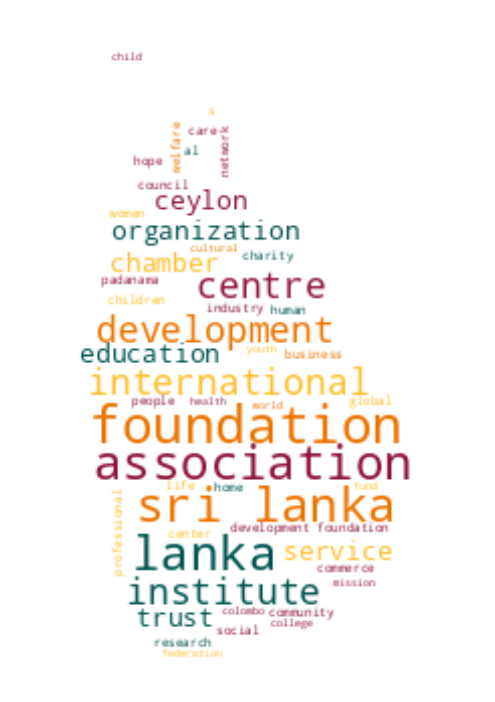 child
s
care
welfare
network
al
hope
council
ceylon
women
organization
cultural
charity
chamber
padanama
centre
children
industry human
development
education
youth business
international
people health world global
foundation
association
life home fund
sri lanka
professional
development foundation
center
lanka service
commerce
mission
institute
trust
colombo community
college
social
research
federation